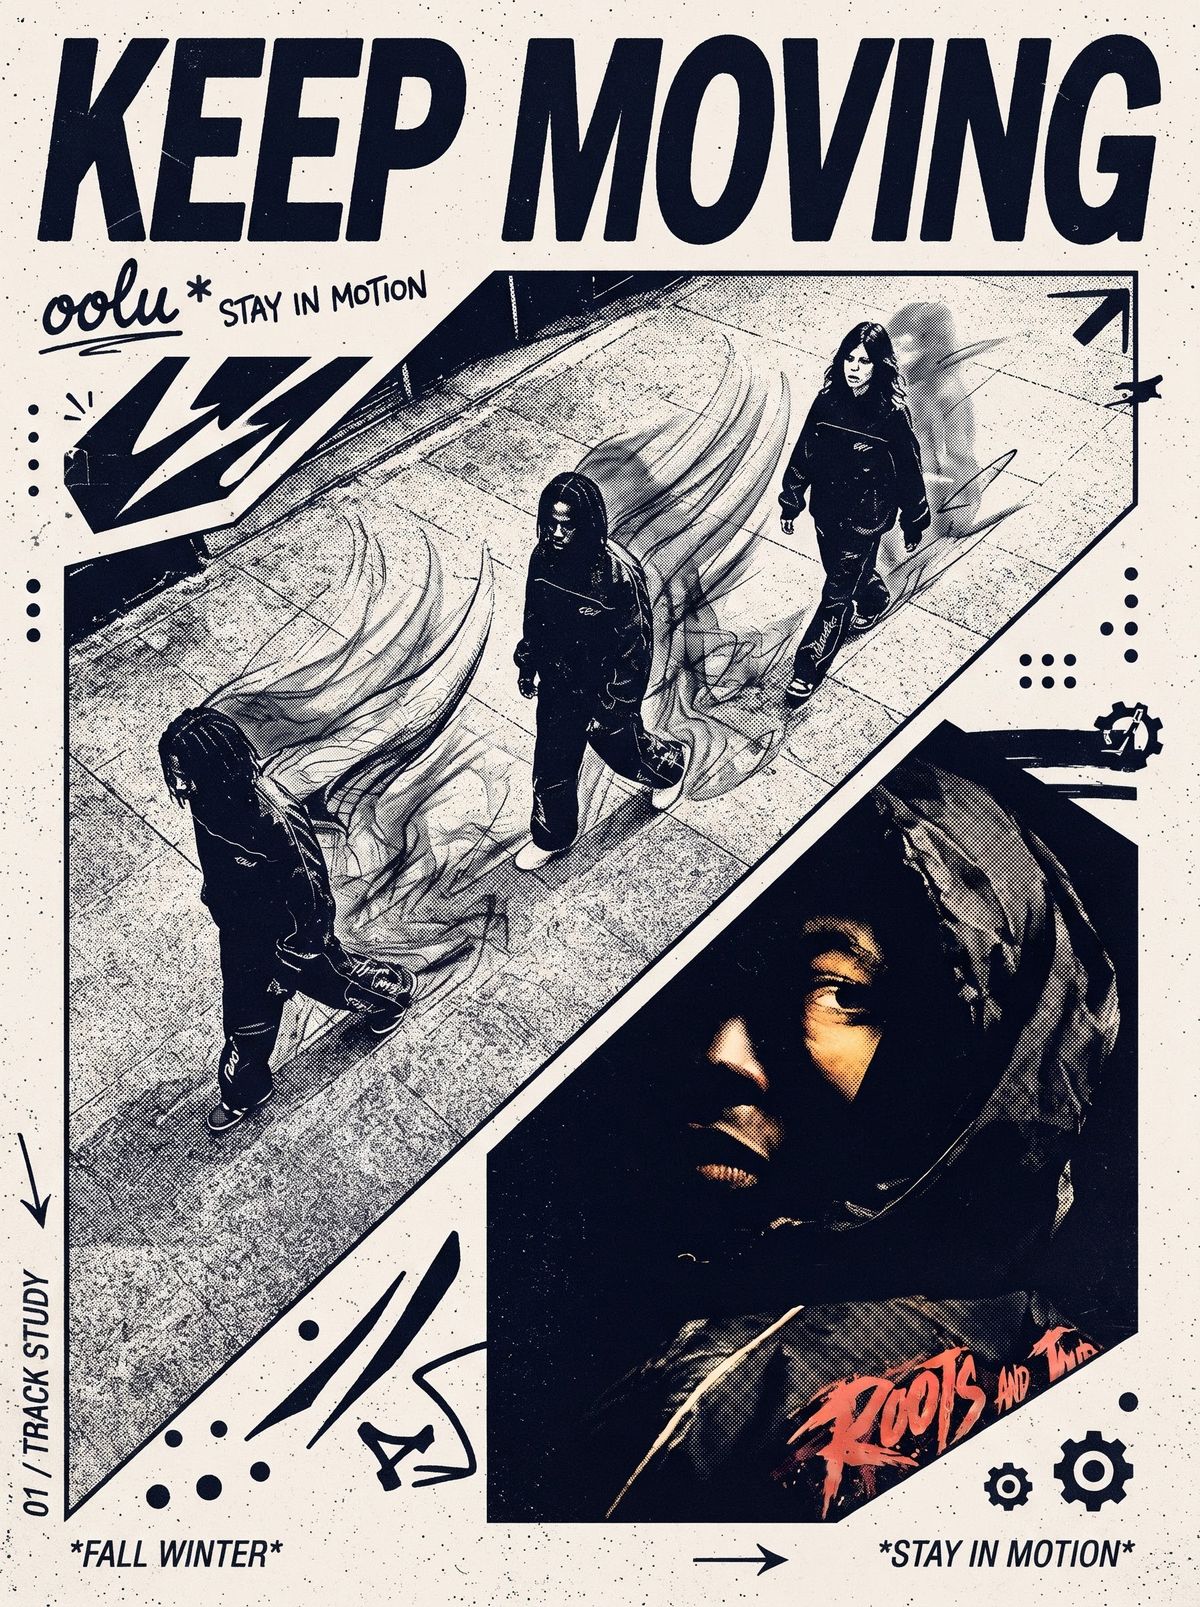 KEEP MOVING
oolu* STAY IN MOTION
01 / TRACK STUDY
ROOTS AND
*FALL WINTER*
*STAY IN MOTION*